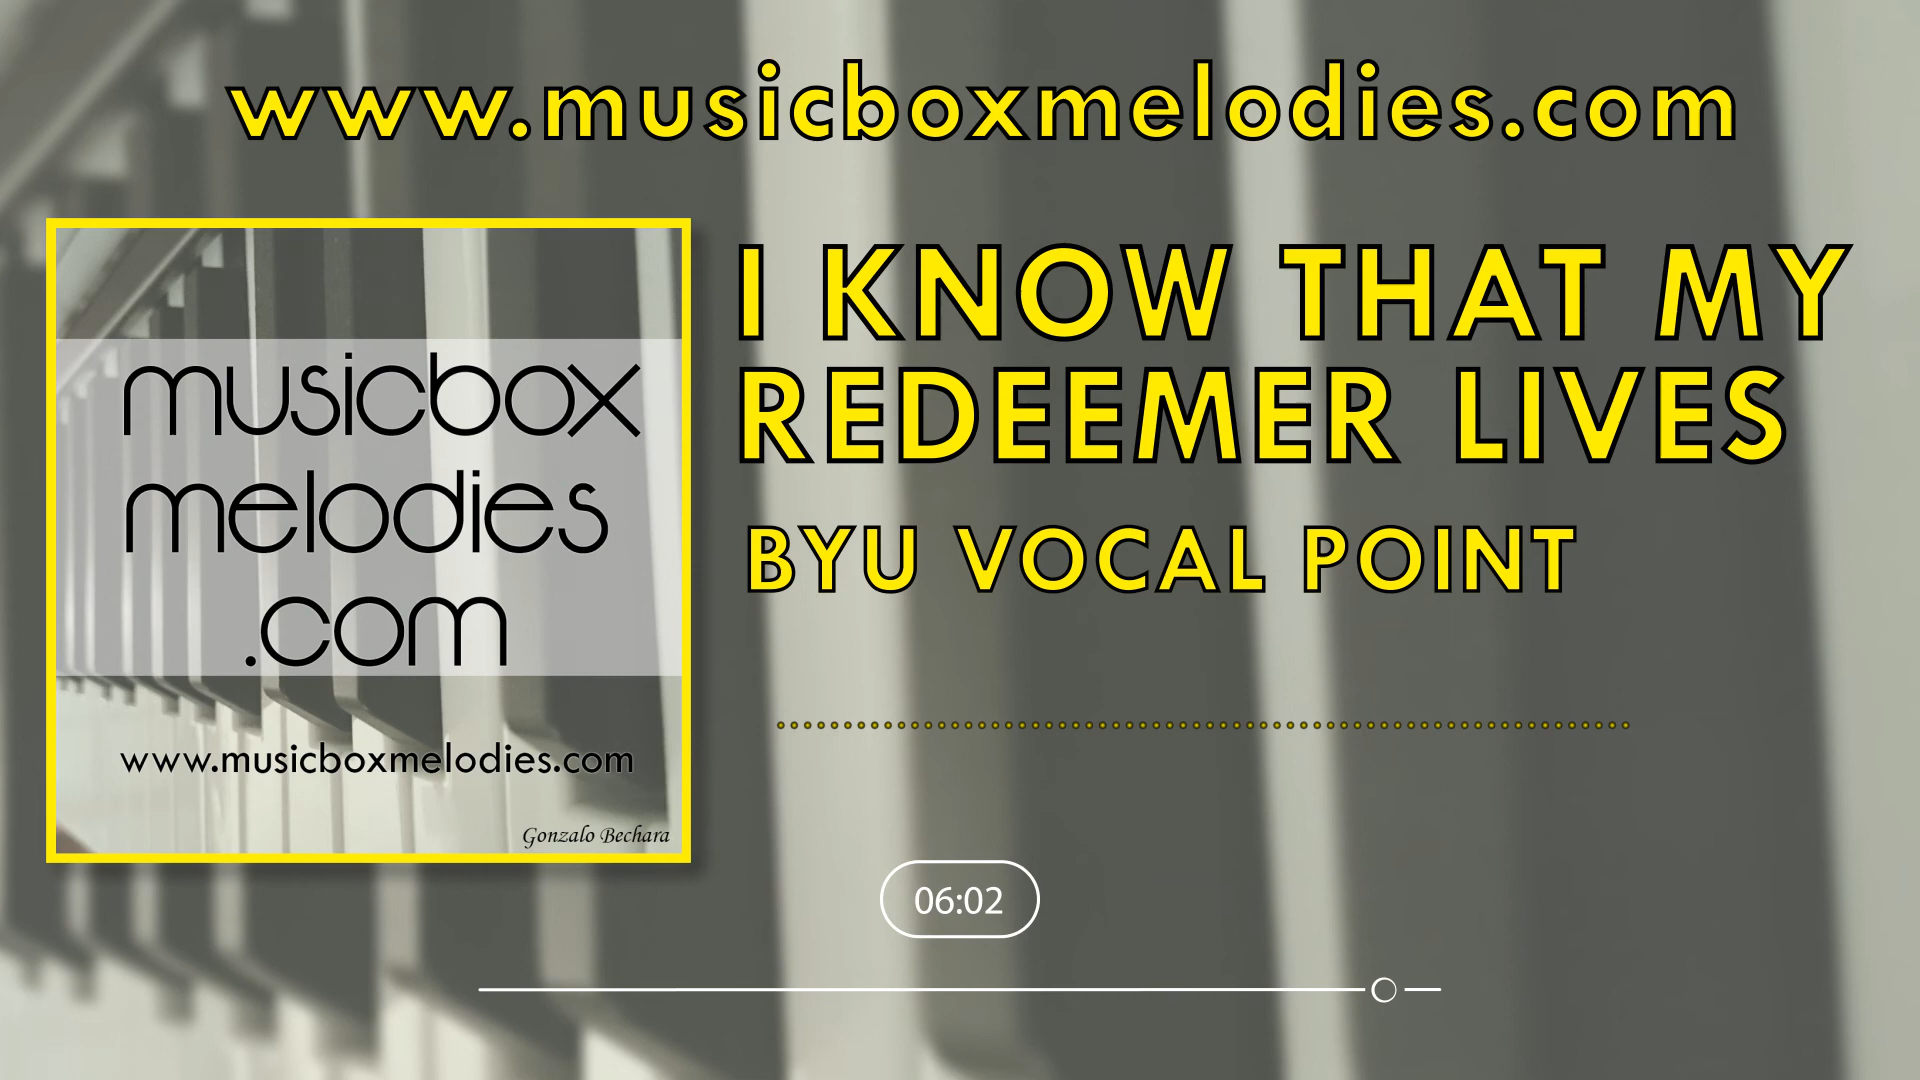 www.musicboxmelodies.com
musicbox
melodies
.com
www.musicboxmelodies.com
Gonzalo Bechara
I KNOW THAT MY
REDEEMER LIVES
BYU VOCAL POINT
06:02